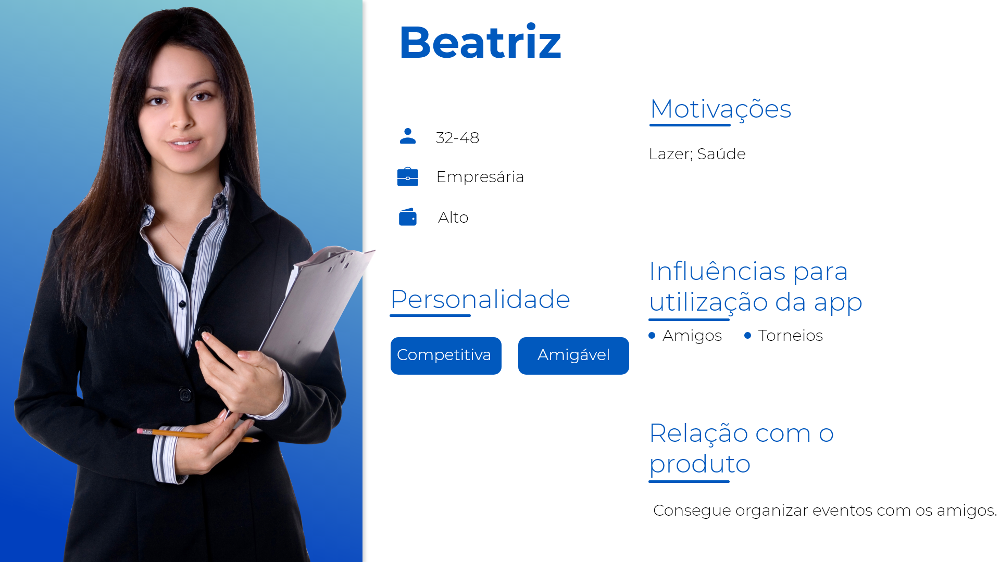 Beatriz
32-48
Empresária
Alto
Personalidade
Competitiva
Amigável
Motivações
Lazer; Saúde
Influências para
utilização da app
Amigos
Torneios
Relação com o
produto
Consegue organizar eventos com os amigos.